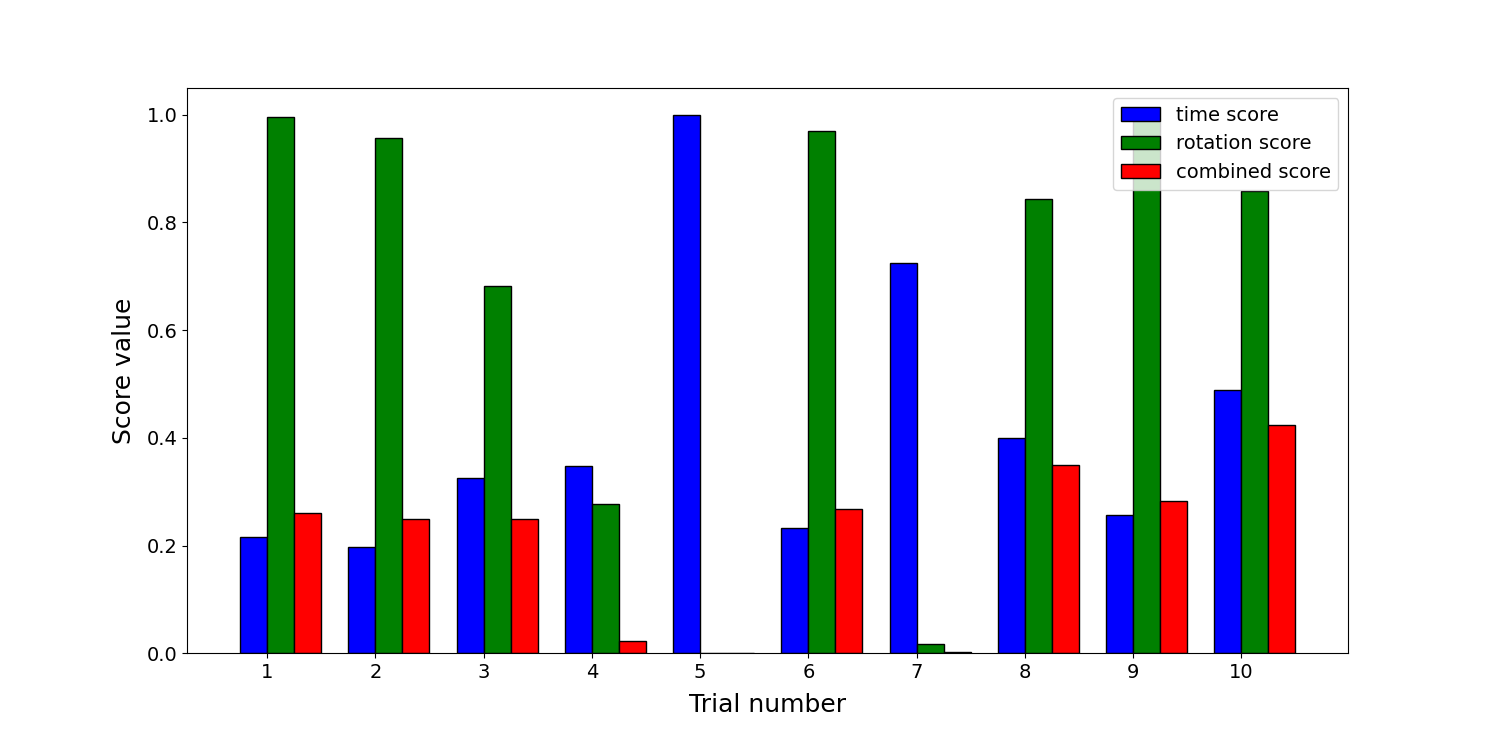 1.0
0.8
0.6
0.4
0.2
0.0
Score value
time score
rotation score
combined score
1 2 3 4 5 6 7 8 9 10
Trial number